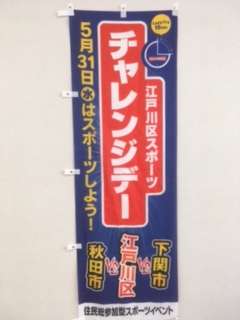 江戸川区スポーツ
チャレンジデー
5月31日㊌はスポーツしよう!
下関市
VS
江戸川区
VS
秋田市
住民総参加型スポーツイベント